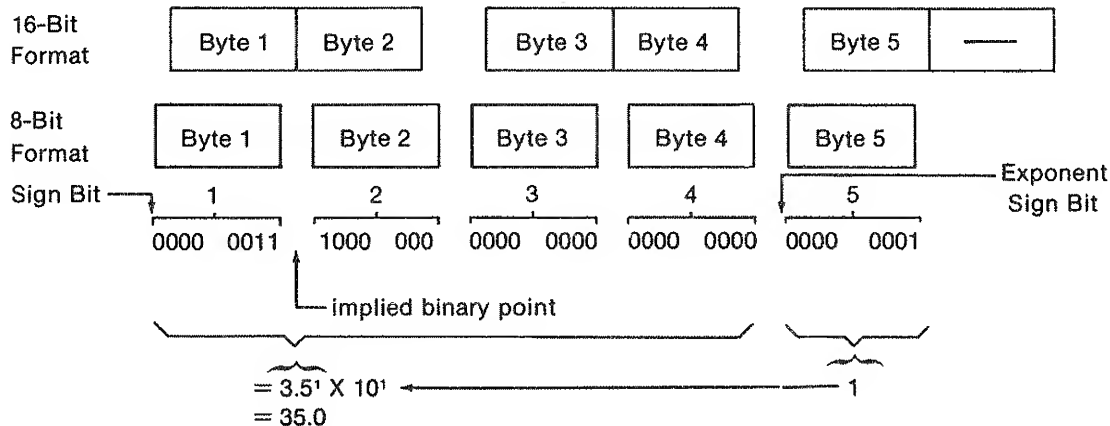 16-Bit Format
Byte 1 Byte 2 Byte 3 Byte 4 Byte 5 —
8-Bit Format
Byte 1 Byte 2 Byte 3 Byte 4 Byte 5
Sign Bit 1 2 3 4 5 Exponent Sign Bit
0000 0011 1000 000 0000 0000 0000 0000 0000 0001
implied binary point
= 3.5¹ X 10¹ 1
= 35.0